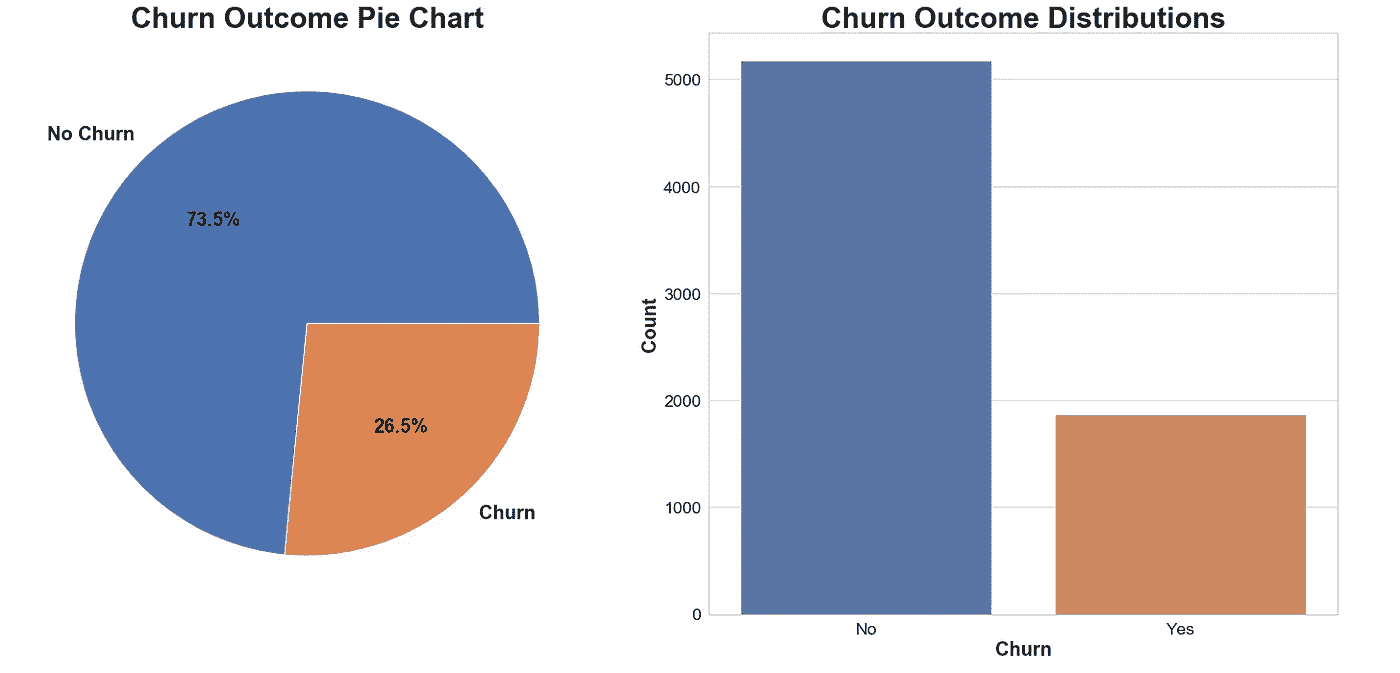 Churn Outcome Pie Chart
No Churn
73.5%
26.5%
Churn
Churn Outcome Distributions
5000
4000
3000
2000
1000
0
Count
No
Yes
Churn